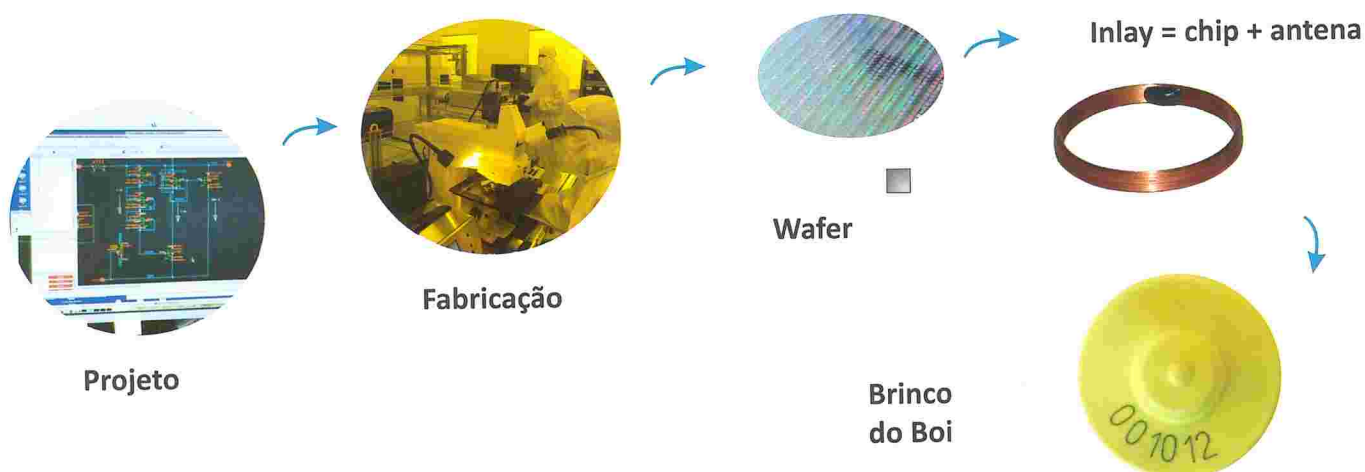 Projeto
Fabricação
Wafer
Inlay = chip + antena
Brinco
do Boi
001012